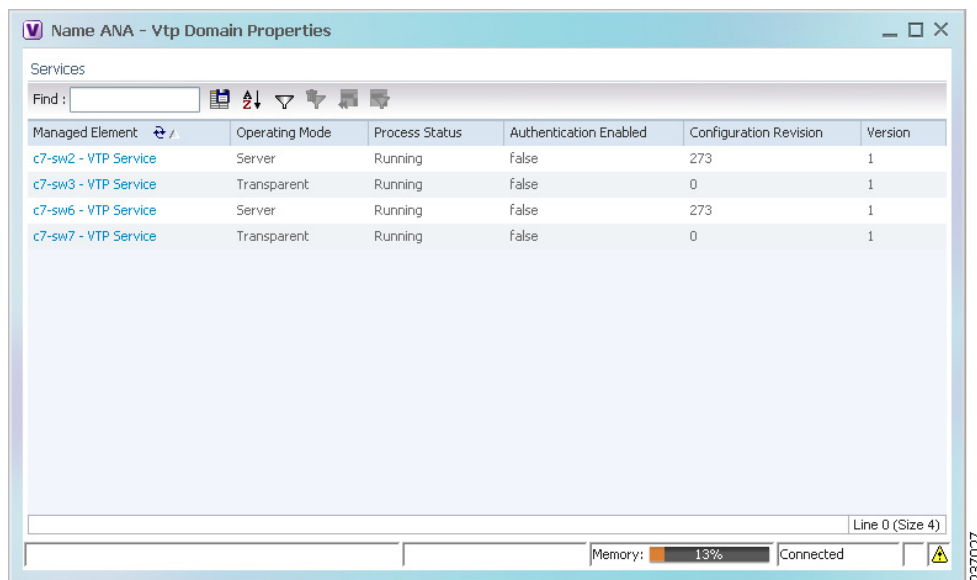 V Name ANA - Vtp Domain Properties
Services
Find :
Managed Element Operating Mode Process Status Authentication Enabled Configuration Revision Version
c7-sw2 - VTP Service Server Running false 273 1
c7-sw3 - VTP Service Transparent Running false 0 1
c7-sw6 - VTP Service Server Running false 273 1
c7-sw7 - VTP Service Transparent Running false 0 1
Line 0 (Size 4)
Memory: 13% Connected